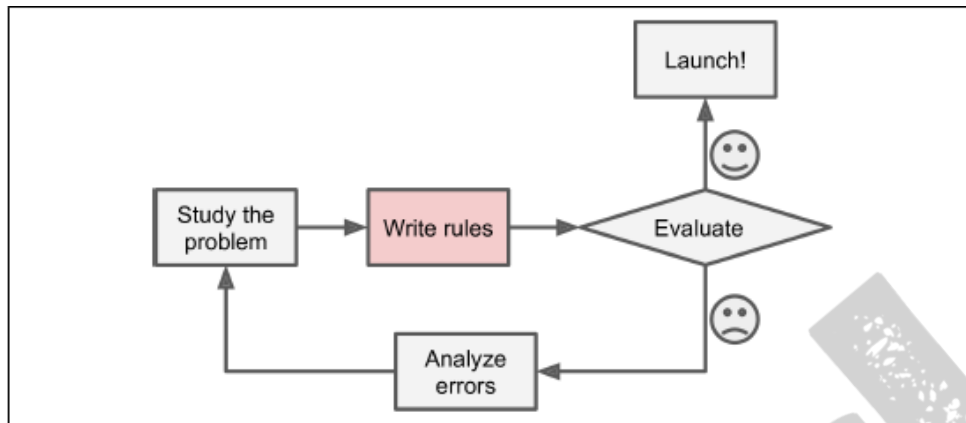 Launch!
Study the
problem
Write rules
Evaluate
Analyze
errors